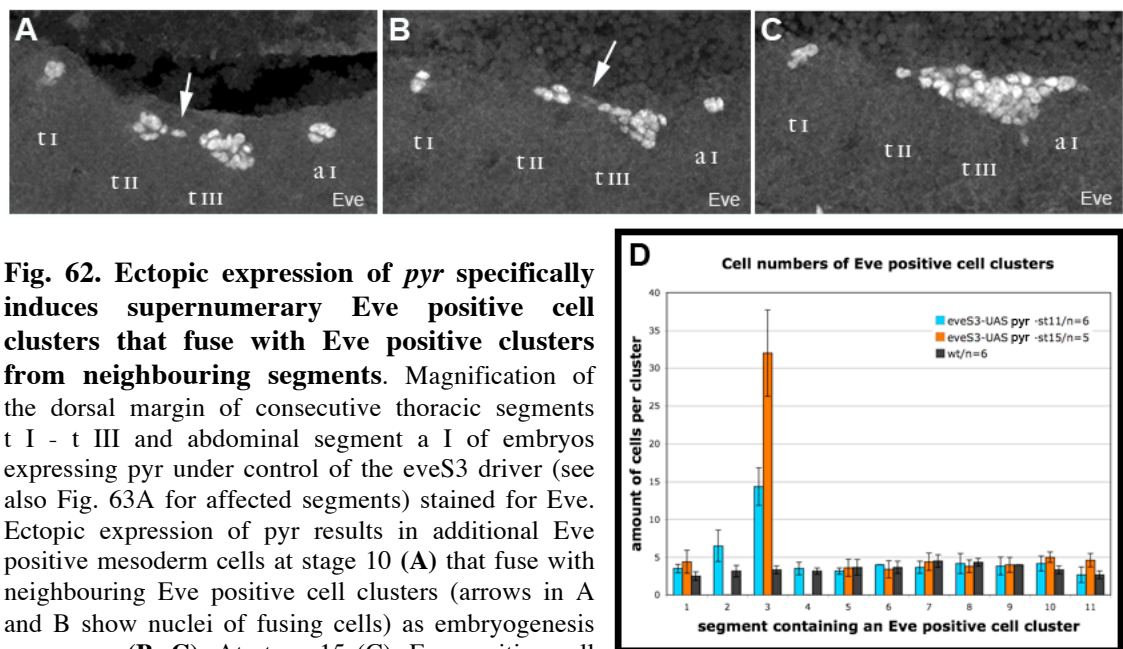 A
B
C
t I
t II
t III
a I
Eve
t I
t II
t III
a I
Eve
t I
t II
t III
a I
Eve
Fig. 62. Ectopic expression of pyr specifically
induces supernumerary Eve positive cell
clusters that fuse with Eve positive clusters
from neighbouring segments. Magnification of
the dorsal margin of consecutive thoracic segments
t I - t III and abdominal segment a I of embryos
expressing pyr under control of the eveS3 driver (see
also Fig. 63A for affected segments) stained for Eve.
Ectopic expression of pyr results in additional Eve
positive mesoderm cells at stage 10 (A) that fuse with
neighbouring Eve positive cell clusters (arrows in A
and B show nuclei of fusing cells) as embryogenesis
(B, C). At stage 15 (C) Eve positive cell
D
Cell numbers of Eve positive cell clusters
40
35
30
25
20
15
10
5
0
amount of cells per cluster
eveS3-UAS pyr -st11/n=6
eveS3-UAS pyr -st15/n=5
wt/n=6
1 2 3 4 5 6 7 8 9 10 11
segment containing an Eve positive cell cluster